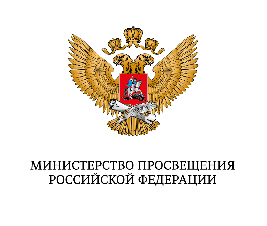 МИНИСТЕРСТВО ПРОСВЕЩЕНИЯ
РОССИЙСКОЙ ФЕДЕРАЦИИ